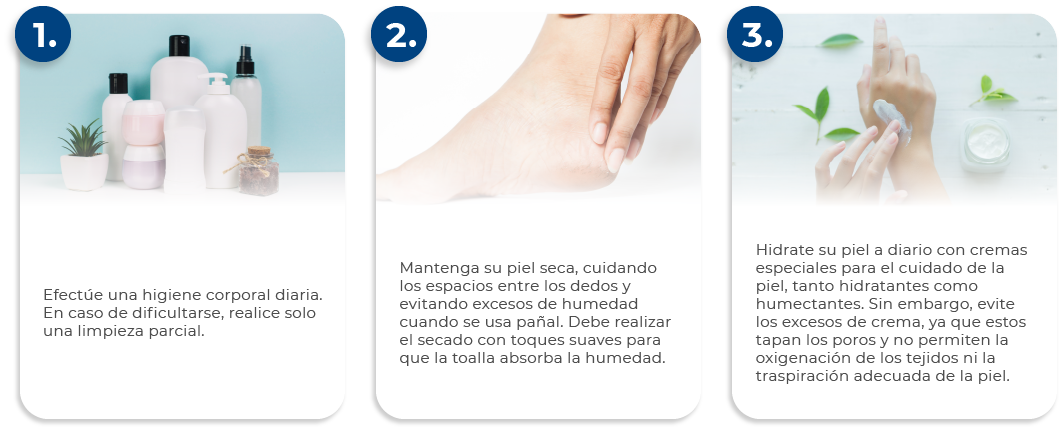 1.
Efectúe una higiene corporal diaria.
En caso de dificultarse, realice solo
una limpieza parcial.
2.
Mantenga su piel seca, cuidando
los espacios entre los dedos y
evitando excesos de humedad
cuando se usa pañal. Debe realizar
el secado con toques suaves para
que la toalla absorba la humedad.
3.
Hidrate su piel a diario con cremas
especiales para el cuidado de la
piel, tanto hidratantes como
humectantes. Sin embargo, evite
los excesos de crema, ya que estos
tapan los poros y no permiten la
oxigenación de los tejidos ni la
traspiración adecuada de la piel.